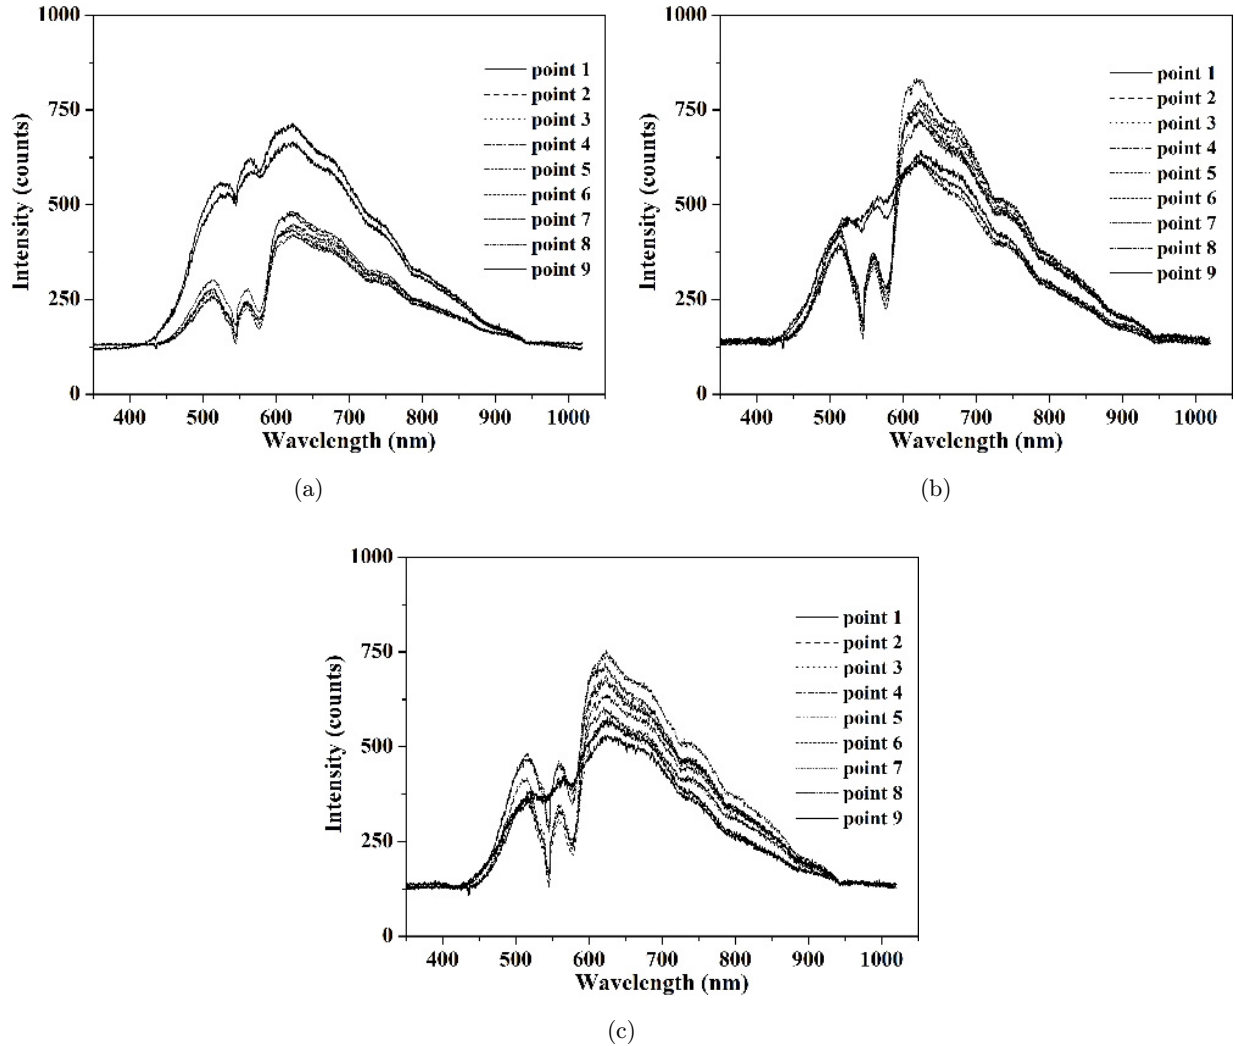 1000
750
500
250
0
Intensity (counts)
point 1
point 2
point 3
point 4
point 5
point 6
point 7
point 8
point 9
400 500 600 700 800 900 1000
Wavelength (nm)
(a)
1000
750
500
250
0
Intensity (counts)
point 1
point 2
point 3
point 4
point 5
point 6
point 7
point 8
point 9
400 500 600 700 800 900 1000
Wavelength (nm)
(b)
1000
750
500
250
0
Intensity (counts)
point 1
point 2
point 3
point 4
point 5
point 6
point 7
point 8
point 9
400 500 600 700 800 900 1000
Wavelength (nm)
(c)